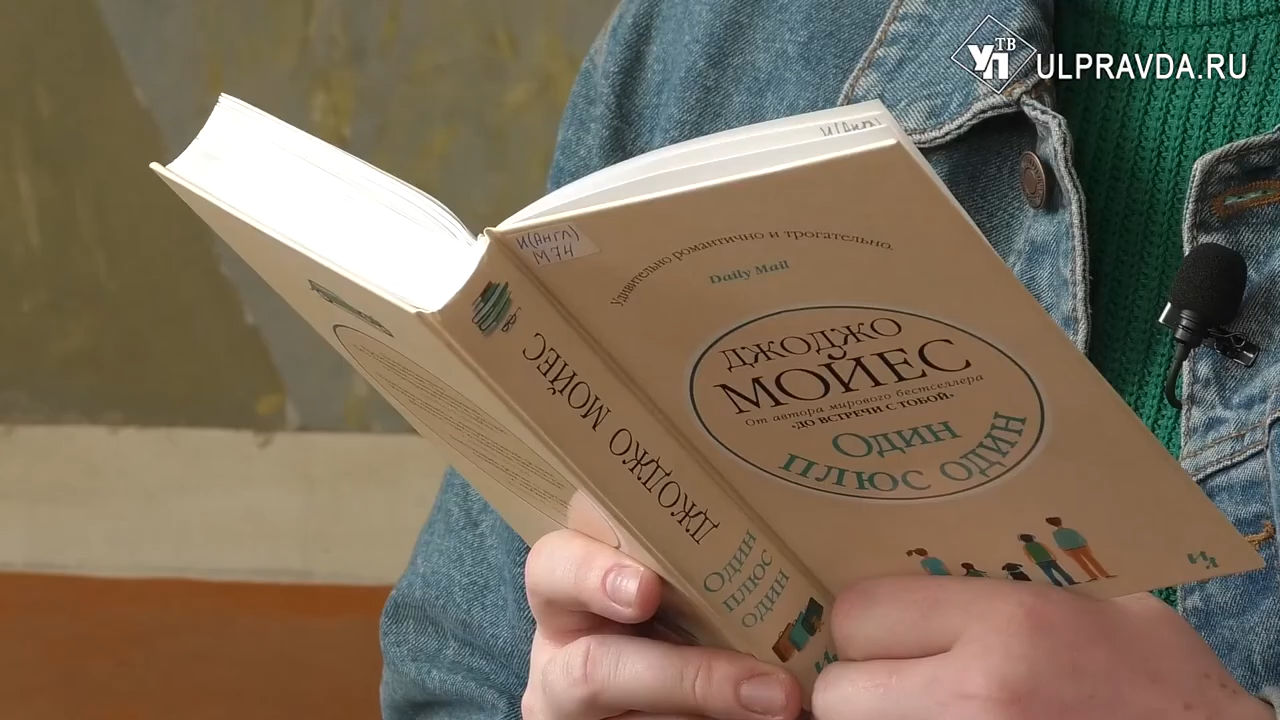 УП ТВ
ULPRAVDA.RU
И(Англ)
И(Англ)
М74
Удивительно романтично и трогательно.
Daily Mail
ДЖОДЖО
МОЙЕС
От автора мирового бестселлера
«ДО ВСТРЕЧИ С ТОБОЙ»
Один
плюс один
ДЖОДЖО МОЙЕС
Один
плюс
один